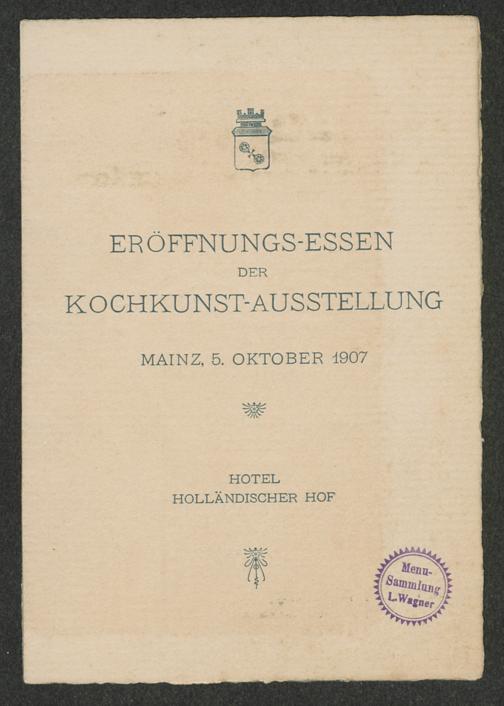 ERÖFFNUNGS-ESSEN
DER
KOCHKUNST-AUSSTELLUNG
MAINZ, 5. OKTOBER 1907
HOTEL
HOLLÄNDISCHER HOF
Menu-
Sammlung
L. Wagner